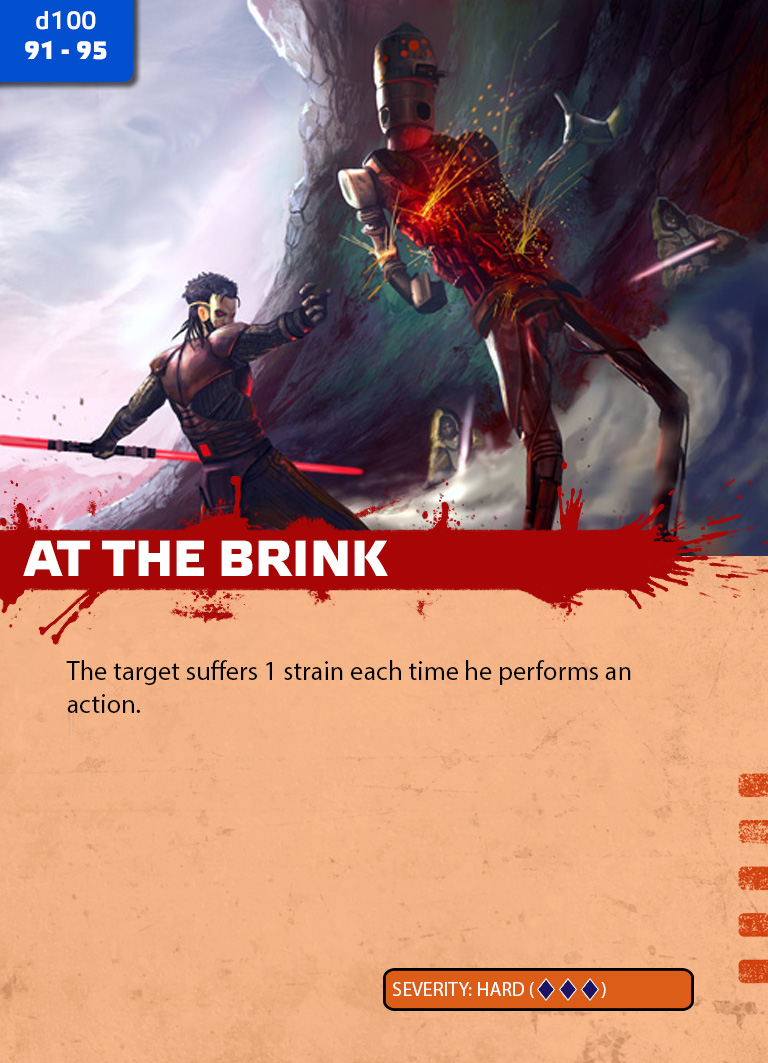 d100
91 - 95
AT THE BRINK
The target suffers 1 strain each time he performs an
action.
SEVERITY: HARD (♦♦♦)